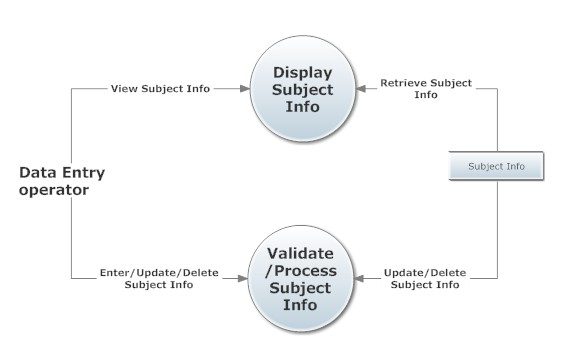 Display
Subject
Info
View Subject Info
Retrieve Subject
Info
Data Entry
operator
Subject Info
Validate
/Process
Subject
Info
Enter/Update/Delete
Subject Info
Update/Delete
Subject Info